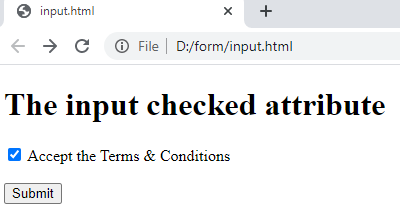 input.html
File | D:/form/input.html
The input checked attribute
Accept the Terms & Conditions
Submit